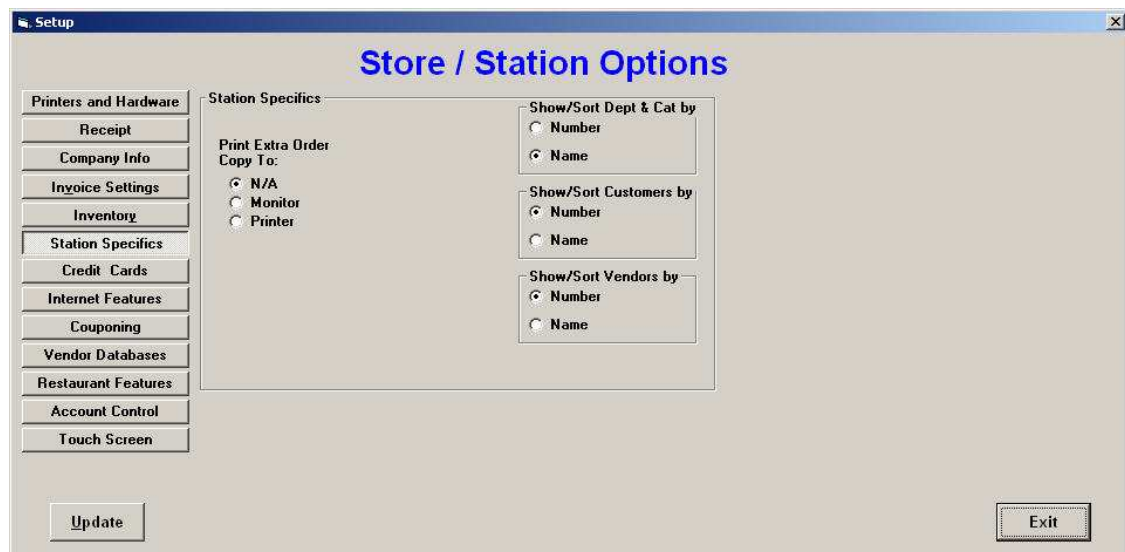 Setup
Store / Station Options
Printers and Hardware
Receipt
Company Info
Invoice Settings
Inventory
Station Specifics
Credit Cards
Internet Features
Couponing
Vendor Databases
Restaurant Features
Account Control
Touch Screen
Station Specifics
Print Extra Order
Copy To:
N/A
Monitor
Printer
Show/Sort Dept & Cat by
Number
Name
Show/Sort Customers by
Number
Name
Show/Sort Vendors by
Number
Name
Update
Exit